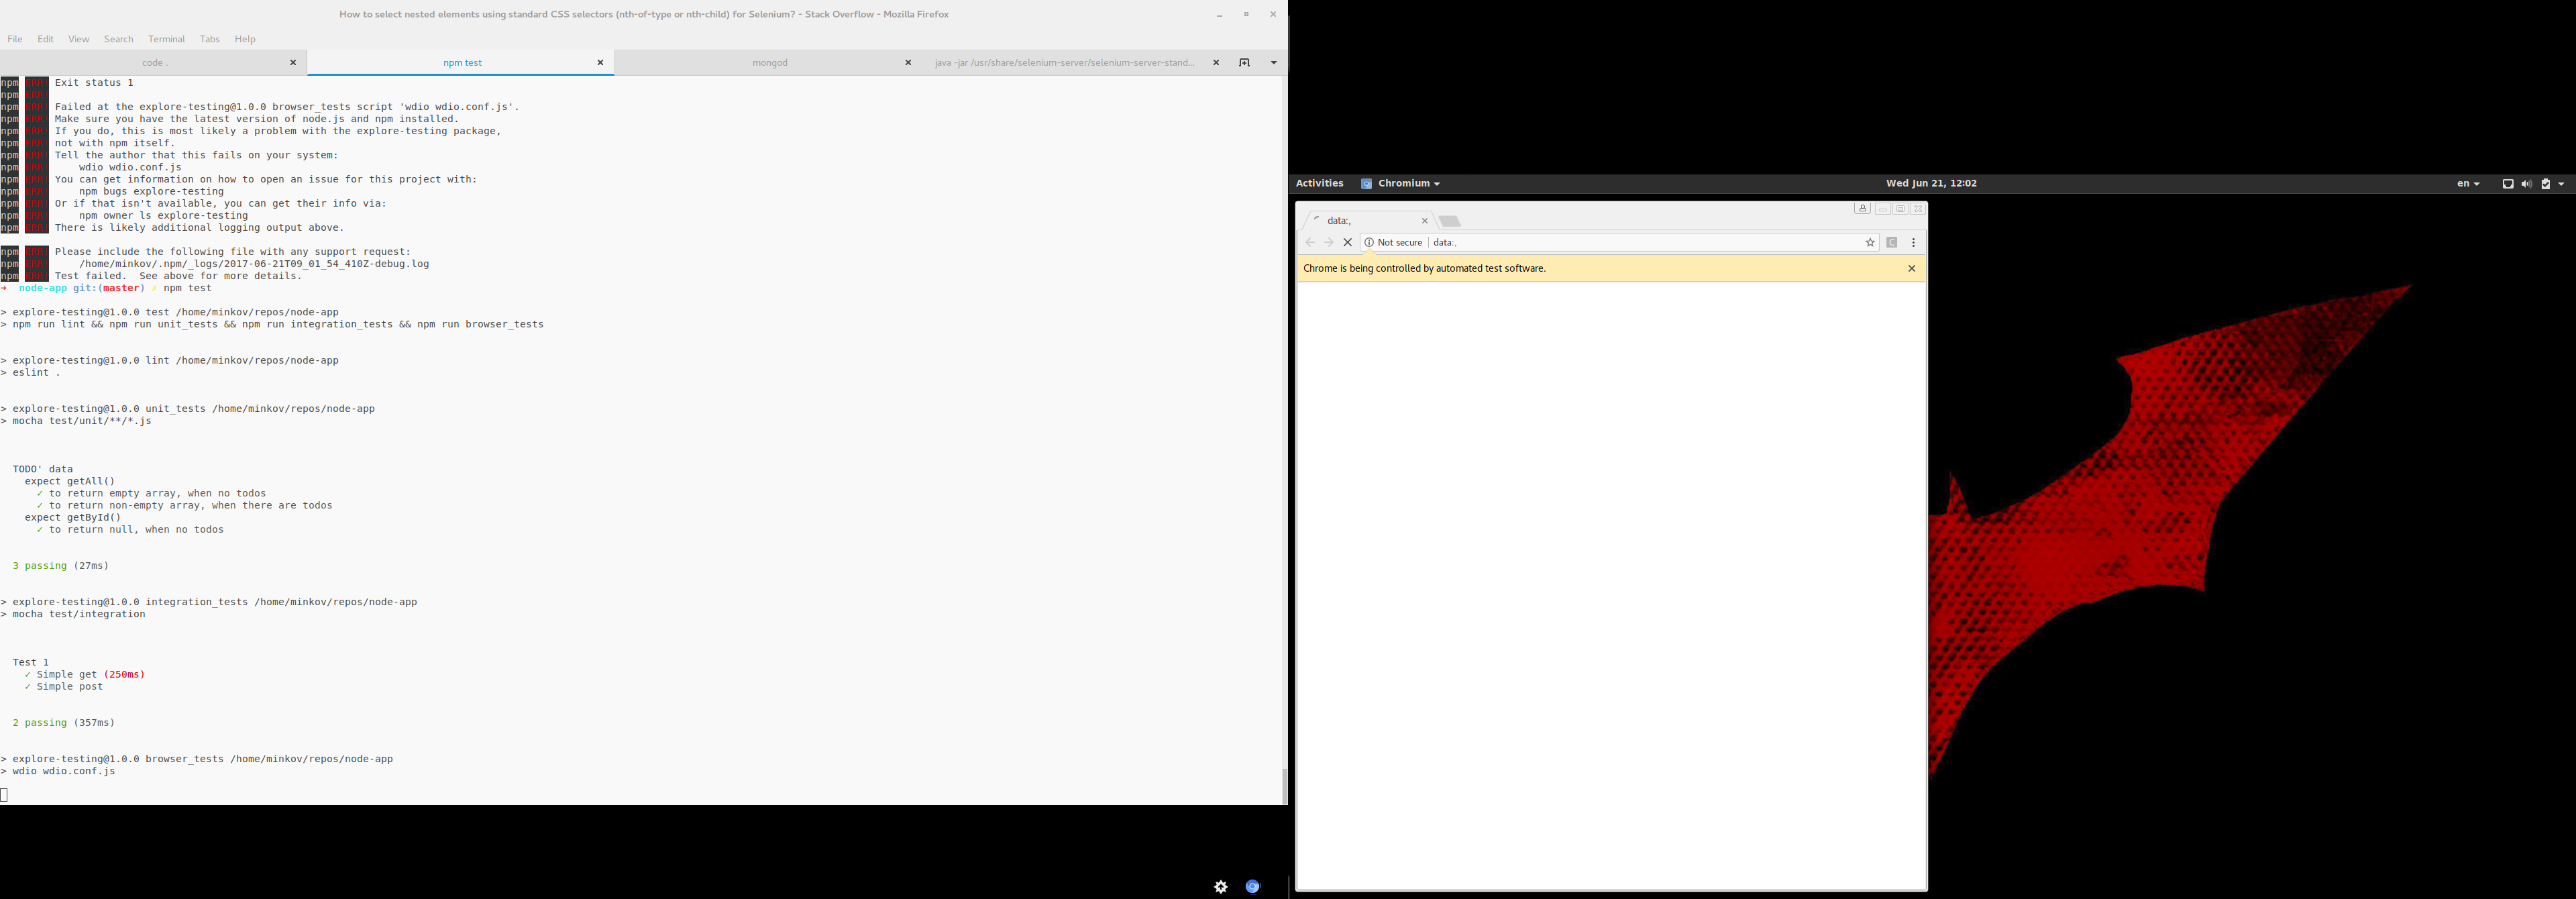 How to select nested elements using standard CSS selectors (nth-of-type or nth-child) for Selenium? - Stack Overflow - Mozilla Firefox
File Edit View Search Terminal Tabs Help
code .
npm test
mongod
java -jar /usr/share/selenium-server/selenium-server-stand...
npm ERR! Exit status 1
npm ERR!
npm ERR! Failed at the explore-testing@1.0.0 browser_tests script 'wdio wdio.conf.js'.
npm ERR! Make sure you have the latest version of node.js and npm installed.
npm ERR! If you do, this is most likely a problem with the explore-testing package,
npm ERR! not with npm itself.
npm ERR! Tell the author that this fails on your system:
npm ERR!     wdio wdio.conf.js
npm ERR! You can get information on how to open an issue for this project with:
npm ERR!     npm bugs explore-testing
npm ERR! Or if that isn't available, you can get their info via:
npm ERR!     npm owner ls explore-testing
npm ERR! There is likely additional logging output above.
npm ERR! Please include the following file with any support request:
npm ERR!     /home/minkov/.npm/_logs/2017-06-21T09_01_54_410Z-debug.log
npm ERR! Test failed.  See above for more details.
➜  node-app git:(master) ✗ npm test
> explore-testing@1.0.0 test /home/minkov/repos/node-app
> npm run lint && npm run unit_tests && npm run integration_tests && npm run browser_tests
> explore-testing@1.0.0 lint /home/minkov/repos/node-app
> eslint .
> explore-testing@1.0.0 unit_tests /home/minkov/repos/node-app
> mocha test/unit/**/*.js
TODO' data
expect getAll()
✓ to return empty array, when no todos
✓ to return non-empty array, when there are todos
expect getById()
✓ to return null, when no todos
3 passing (27ms)
> explore-testing@1.0.0 integration_tests /home/minkov/repos/node-app
> mocha test/integration
Test 1
✓ Simple get (250ms)
✓ Simple post
2 passing (357ms)
> explore-testing@1.0.0 browser_tests /home/minkov/repos/node-app
> wdio wdio.conf.js
Activities Chromium Wed Jun 21, 12:02 en
data:,
Not secure data:,
Chrome is being controlled by automated test software.